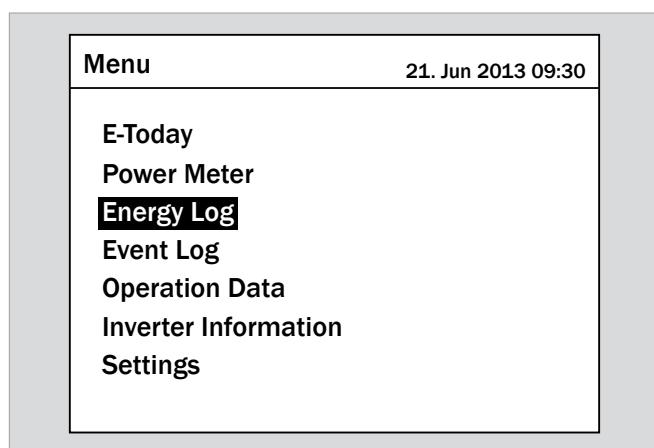 Menu
21. Jun 2013 09:30
E-Today
Power Meter
Energy Log
Event Log
Operation Data
Inverter Information
Settings